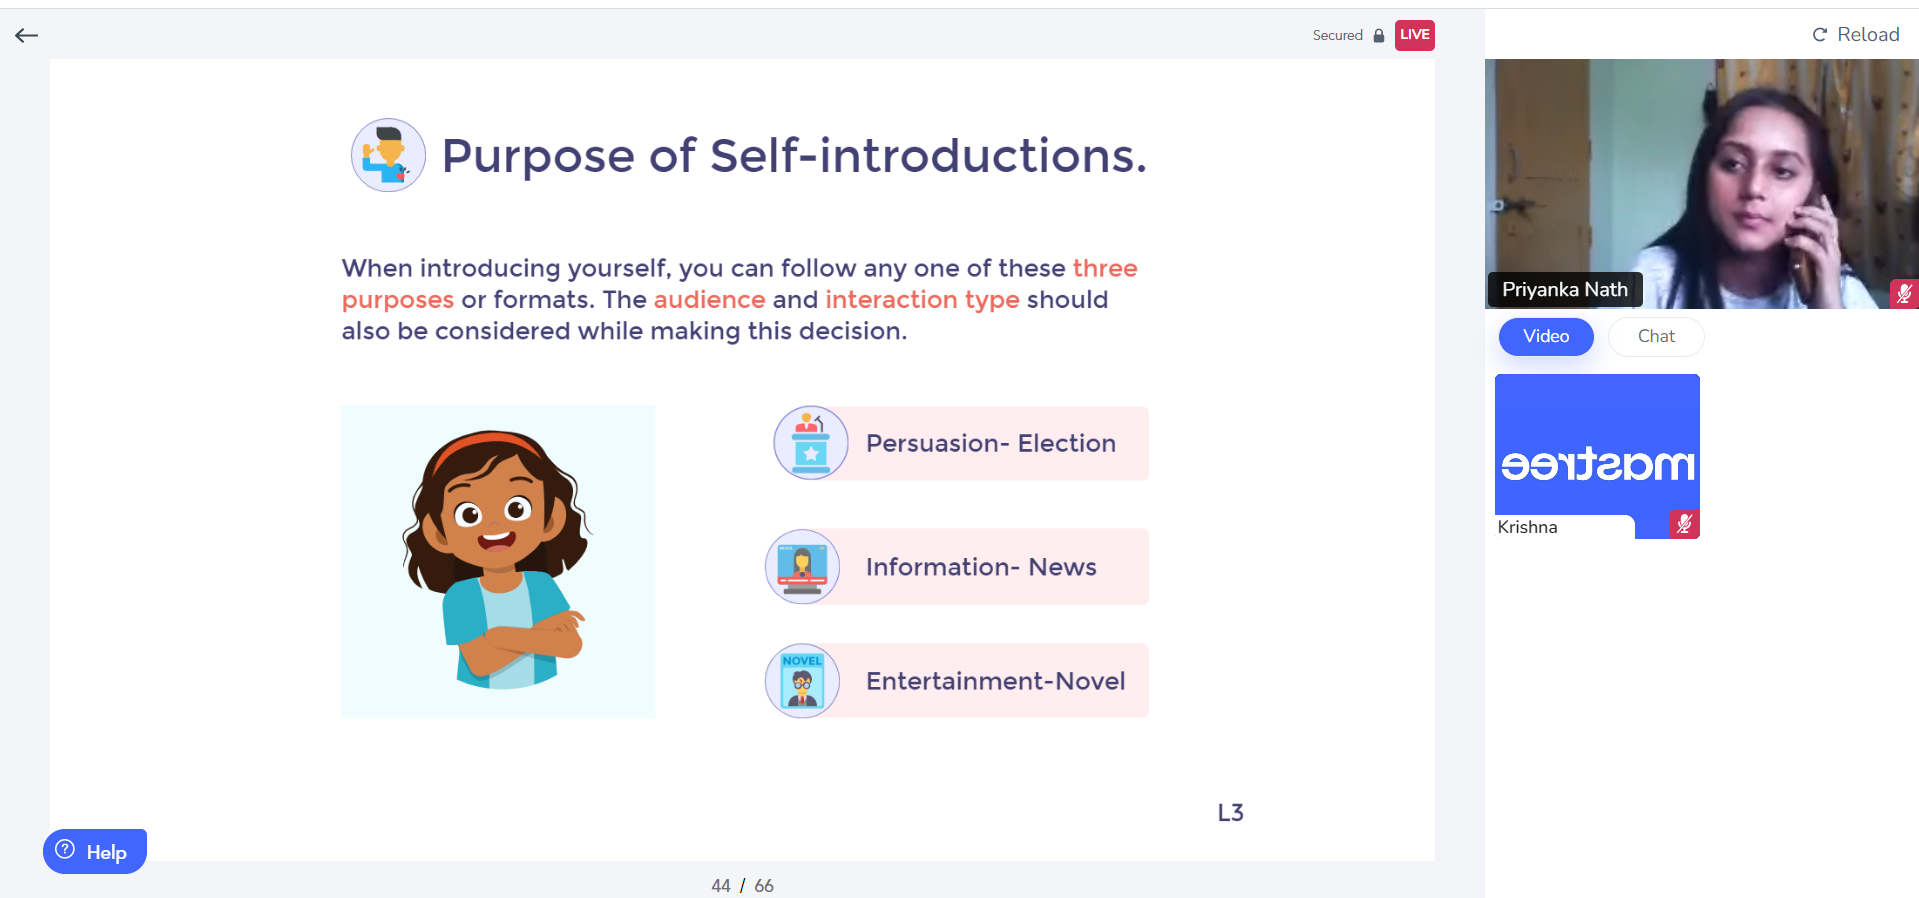 Secured LIVE
Reload
Purpose of Self-introductions.
When introducing yourself, you can follow any one of these three
purposes or formats. The audience and interaction type should
also be considered while making this decision.
Persuasion- Election
Information- News
NOVEL
Entertainment-Novel
L3
Help
44 / 66
Priyanka Nath
Video
Chat
mastree
Krishna